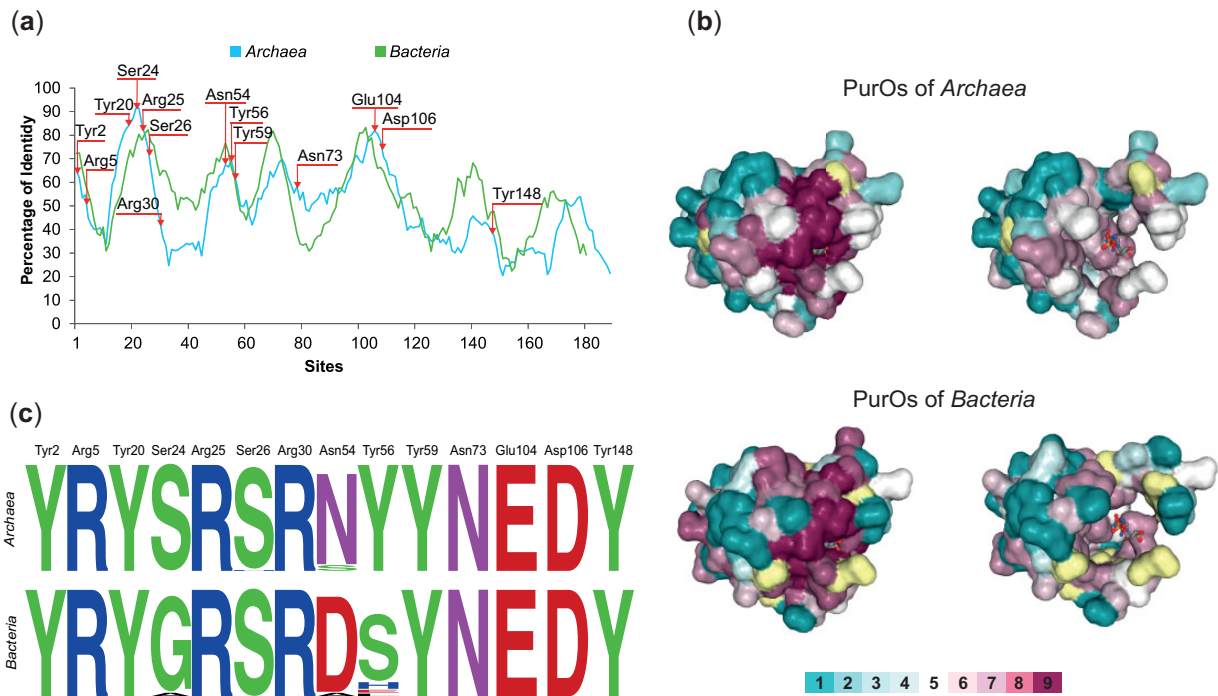 (a)
Archaea
Bacteria
Percentage of Identidy
100
90
80
70
60
50
40
30
20
10
0
Tyr2
Arg5
Tyr20
Ser24
Arg25
Ser26
Arg30
Asn54
Tyr56
Tyr59
Asn73
Glu104
Asp106
Tyr148
1 20 40 60 80 100 120 140 160 180
Sites
(b)
PurOs of Archaea
PurOs of Bacteria
1 2 3 4 5 6 7 8 9
(c)
Tyr2 Arg5 Tyr20 Ser24 Arg25 Ser26 Arg30 Asn54 Tyr56 Tyr59 Asn73 Glu104 Asp106 Tyr148
Archaea
YRYSRSRNYYNEDY
Bacteria
YRYGRSRDSYNEDY